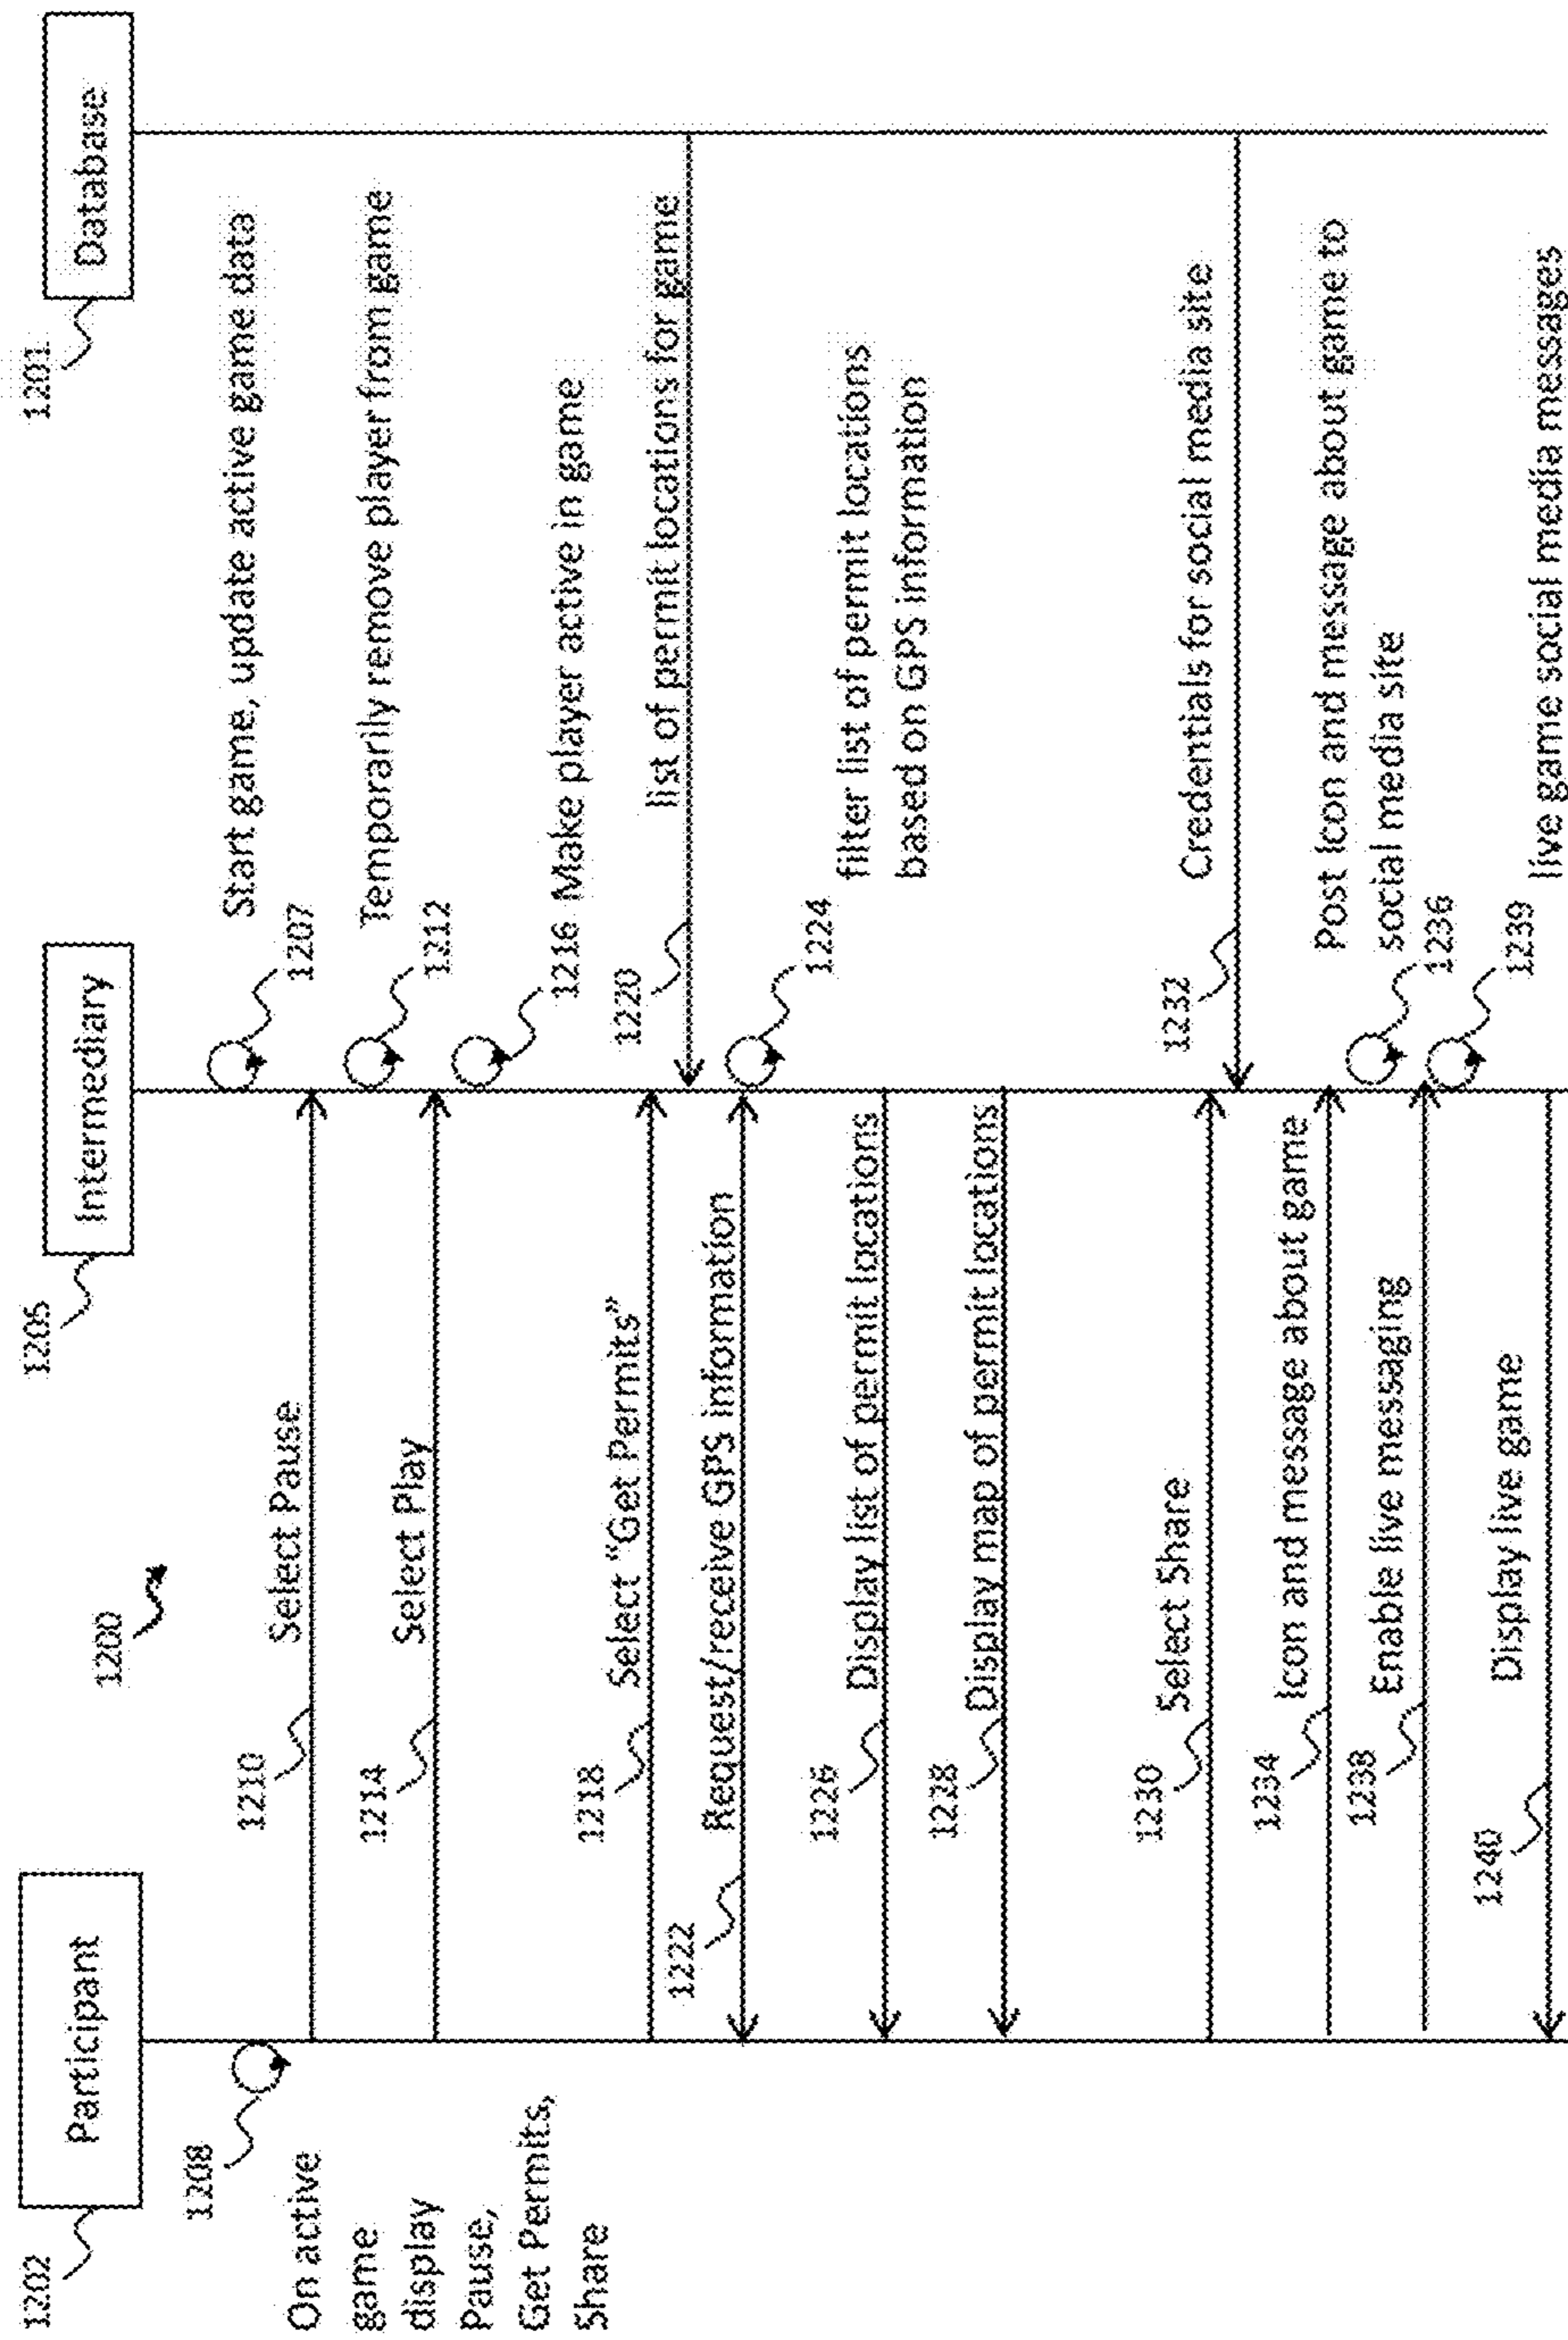 1200
1202
Participant
1205
Intermediary
1201
Database
1207
Start game, update active game data
1208
On active
game
display
Pause,
Get Permits,
Share
1210
Select Pause
1212
Temporarily remove player from game
1214
Select Play
1216
Make player active in game
1218
Select "Get Permits”
1220
list of permit locations for game
1222
Request/receive GPS information
1224
filter list of permit locations
based on GPS information
1226
Display list of permit locations
1228
Display map of permit locations
1230
Select Share
1232
Credentials for social media site
1234
Icon and message about game
Post Icon and message about game to
social media site
1236
1238
Enable live messaging
1239
live game social media messages
1240
Display live game